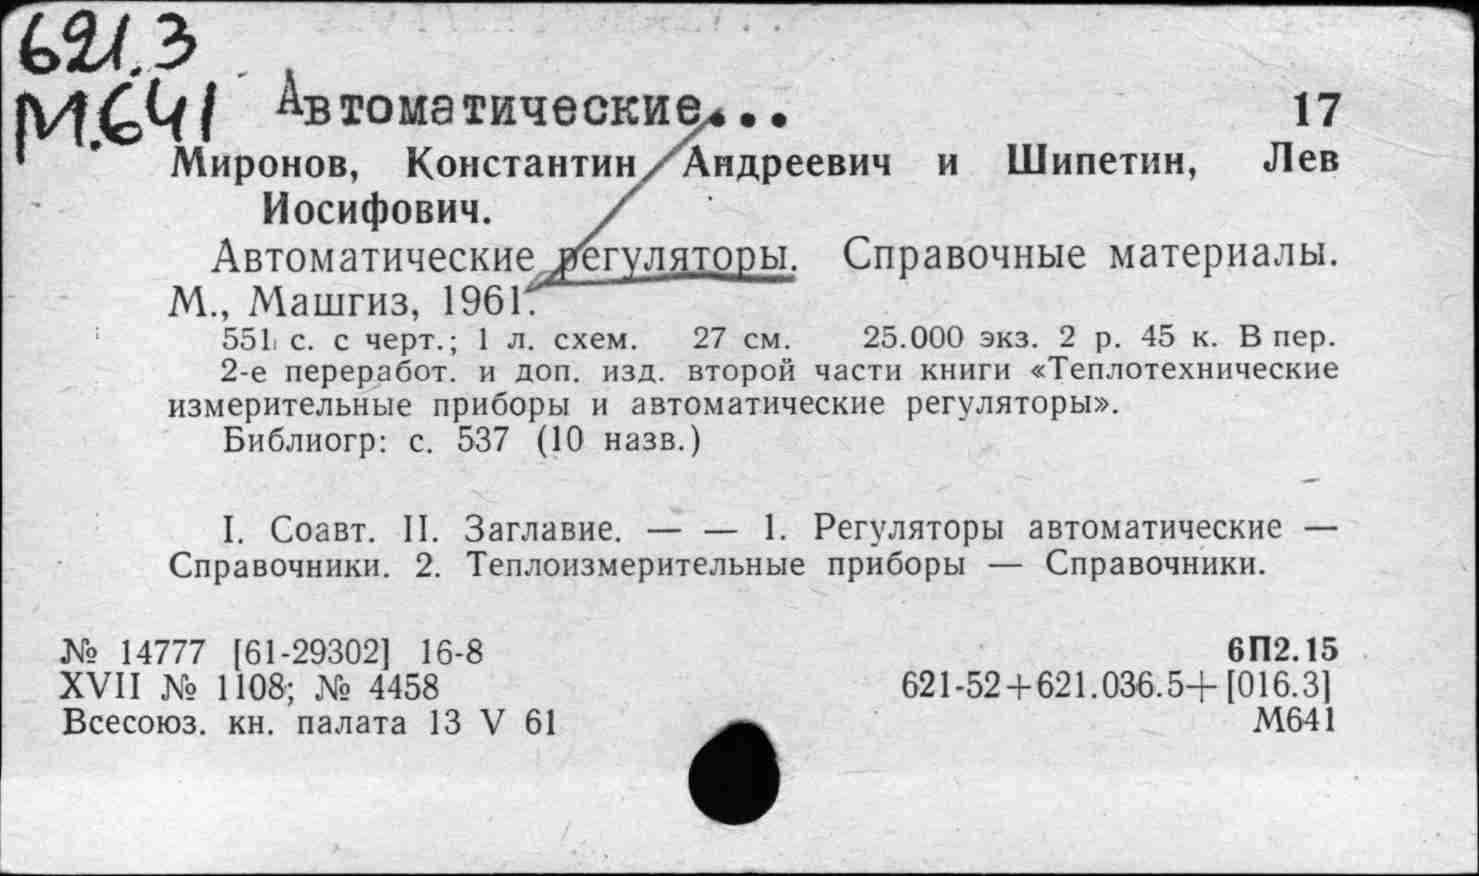 621.3
М.641 Автоматические... 17
Миронов, Константин Андреевич и Шипетин, Лев
Иосифович.
Автоматические регуляторы. Справочные материалы.
М., Машгиз, 1961.
551 с. с черт.; 1 л. схем. 27 см. 25.000 экз. 2 р. 45 к. В пер.
2-е переработ. и доп. изд. второй части книги «Теплотехнические
измерительные приборы и автоматические регуляторы».
Библиогр: с. 537 (10 назв.)
I. Соавт. II. Заглавие. — — 1. Регуляторы автоматические —
Справочники. 2. Теплоизмерительные приборы — Справочники.
№ 14777 [61-29302] 16-8 6П2.15
XVII № 1108; № 4458 621-52+621.036.5+[016.3]
Всесоюз. кн. палата 13 V 61 М641